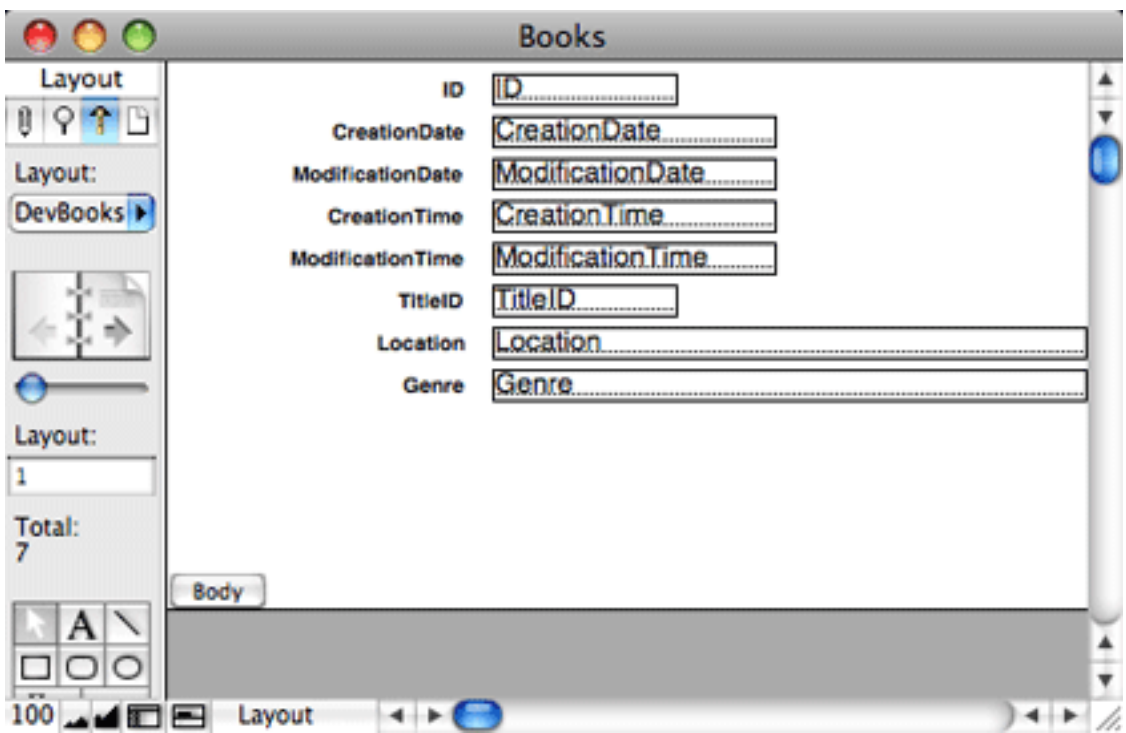 Books
Layout
Layout:
DevBooks
Layout:
1
Total:
7
A
ID ID
CreationDate CreationDate
ModificationDate ModificationDate
CreationTime CreationTime
ModificationTime ModificationTime
TitleID TitleID
Location Location
Genre Genre
Body
100 Layout